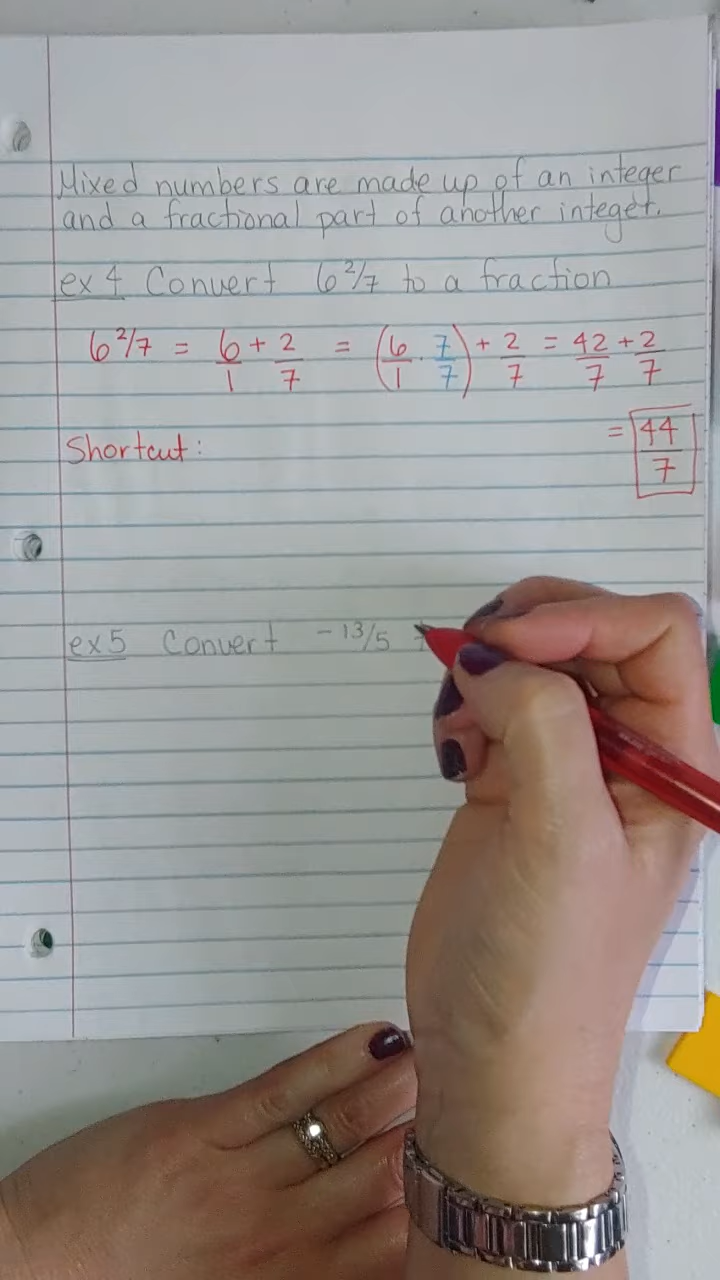 Mixed numbers are made up of an integer
and a fractional part of another integer.
ex 4 Convert 6 2/7 to a fraction
6 2/7 = 6/1 + 2/7 = (6/1 · 7/7) + 2/7 = 42/7 + 2/7
= 44/7
Shortcut:
ex 5 Convert -13/5